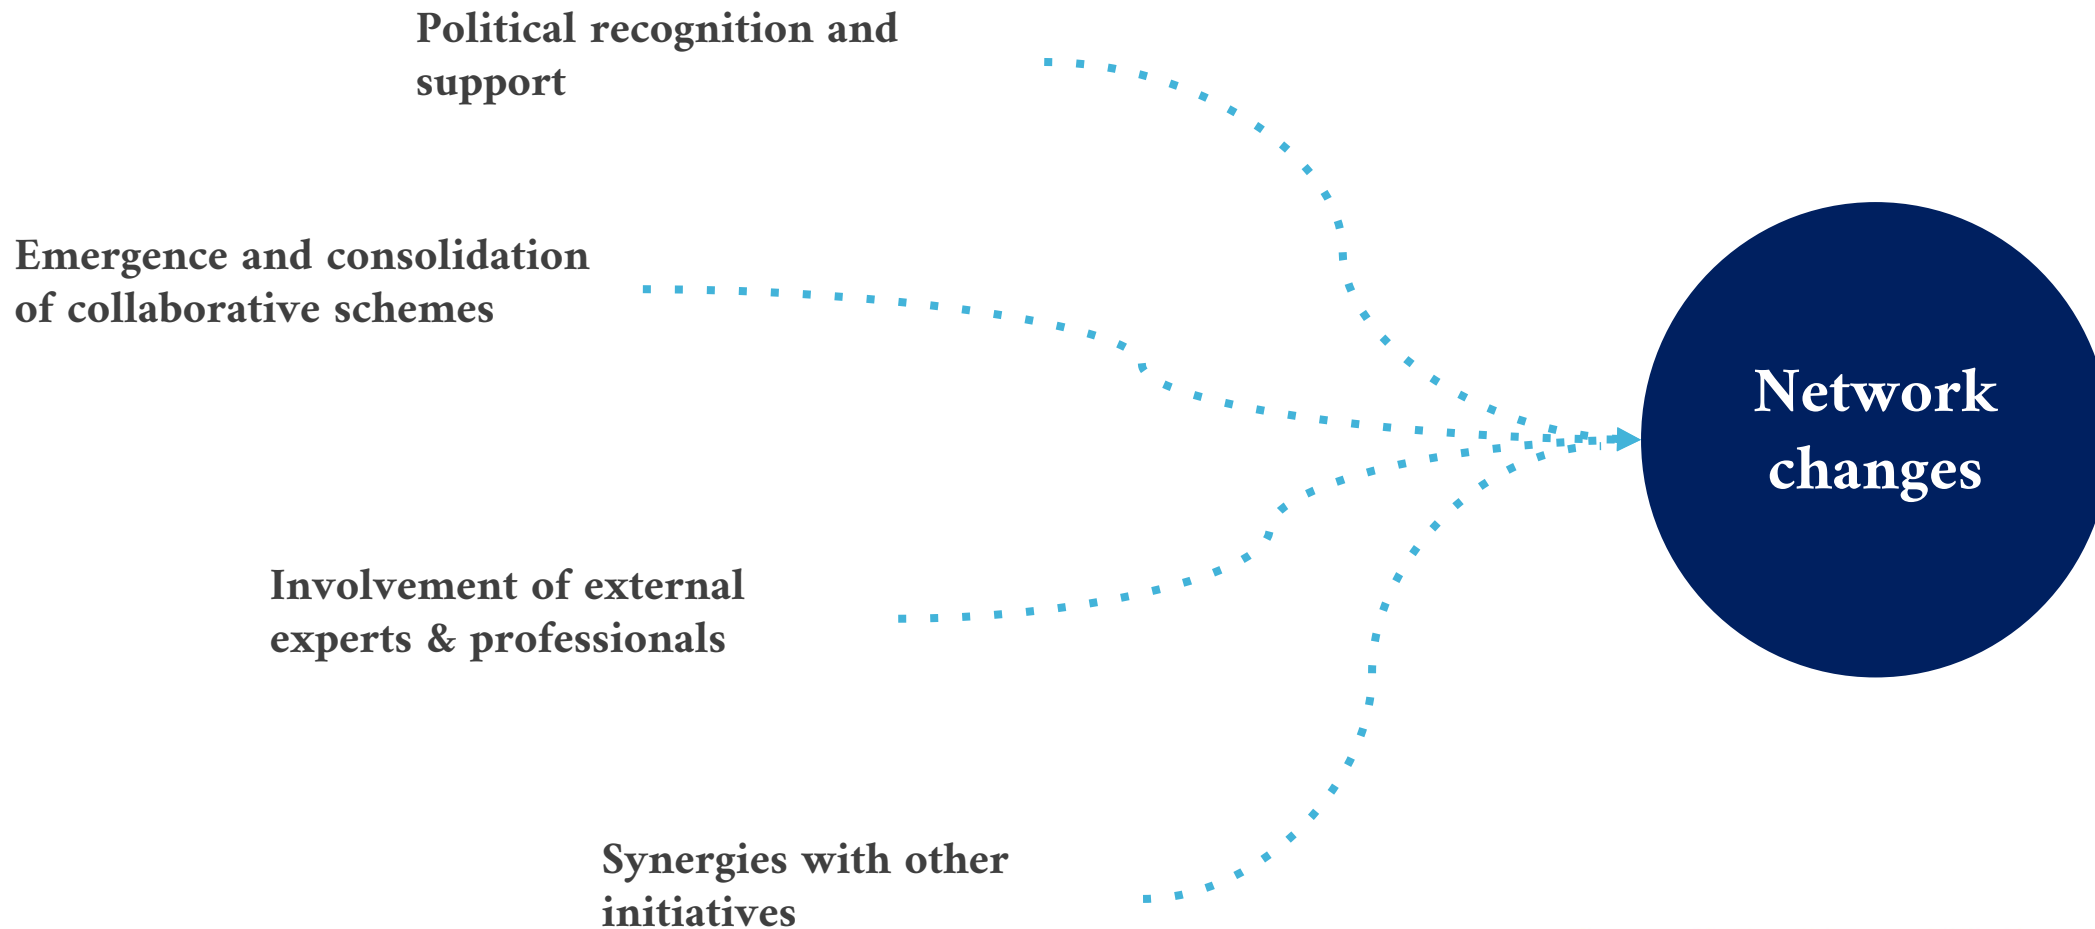 Political recognition and
support
Emergence and consolidation
of collaborative schemes
Network
changes
Involvement of external
experts & professionals
Synergies with other
initiatives